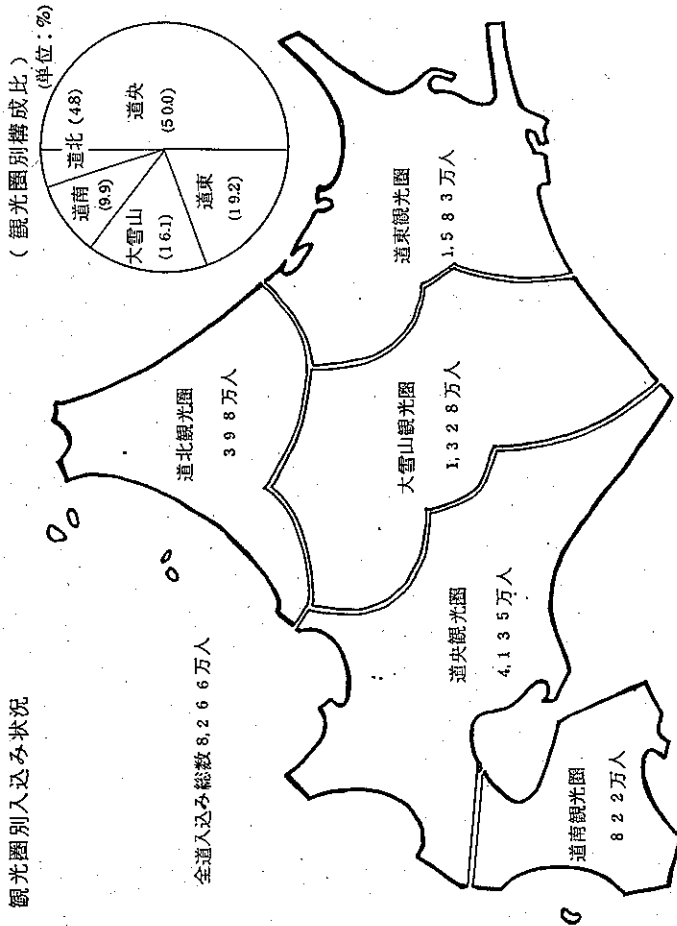 観光圏別入込み状況
(観光圏別構成比)
(単位:%)
道央
(50.0)
道東
(19.2)
大雪山
(16.1)
道南
(9.9)
道北(4.8)
全道入込み総数8,266万人
道北観光圏
398万人
道東観光圏
1,583万人
大雪山観光圏
1,328万人
道央観光圏
4,135万人
道南観光圏
822万人